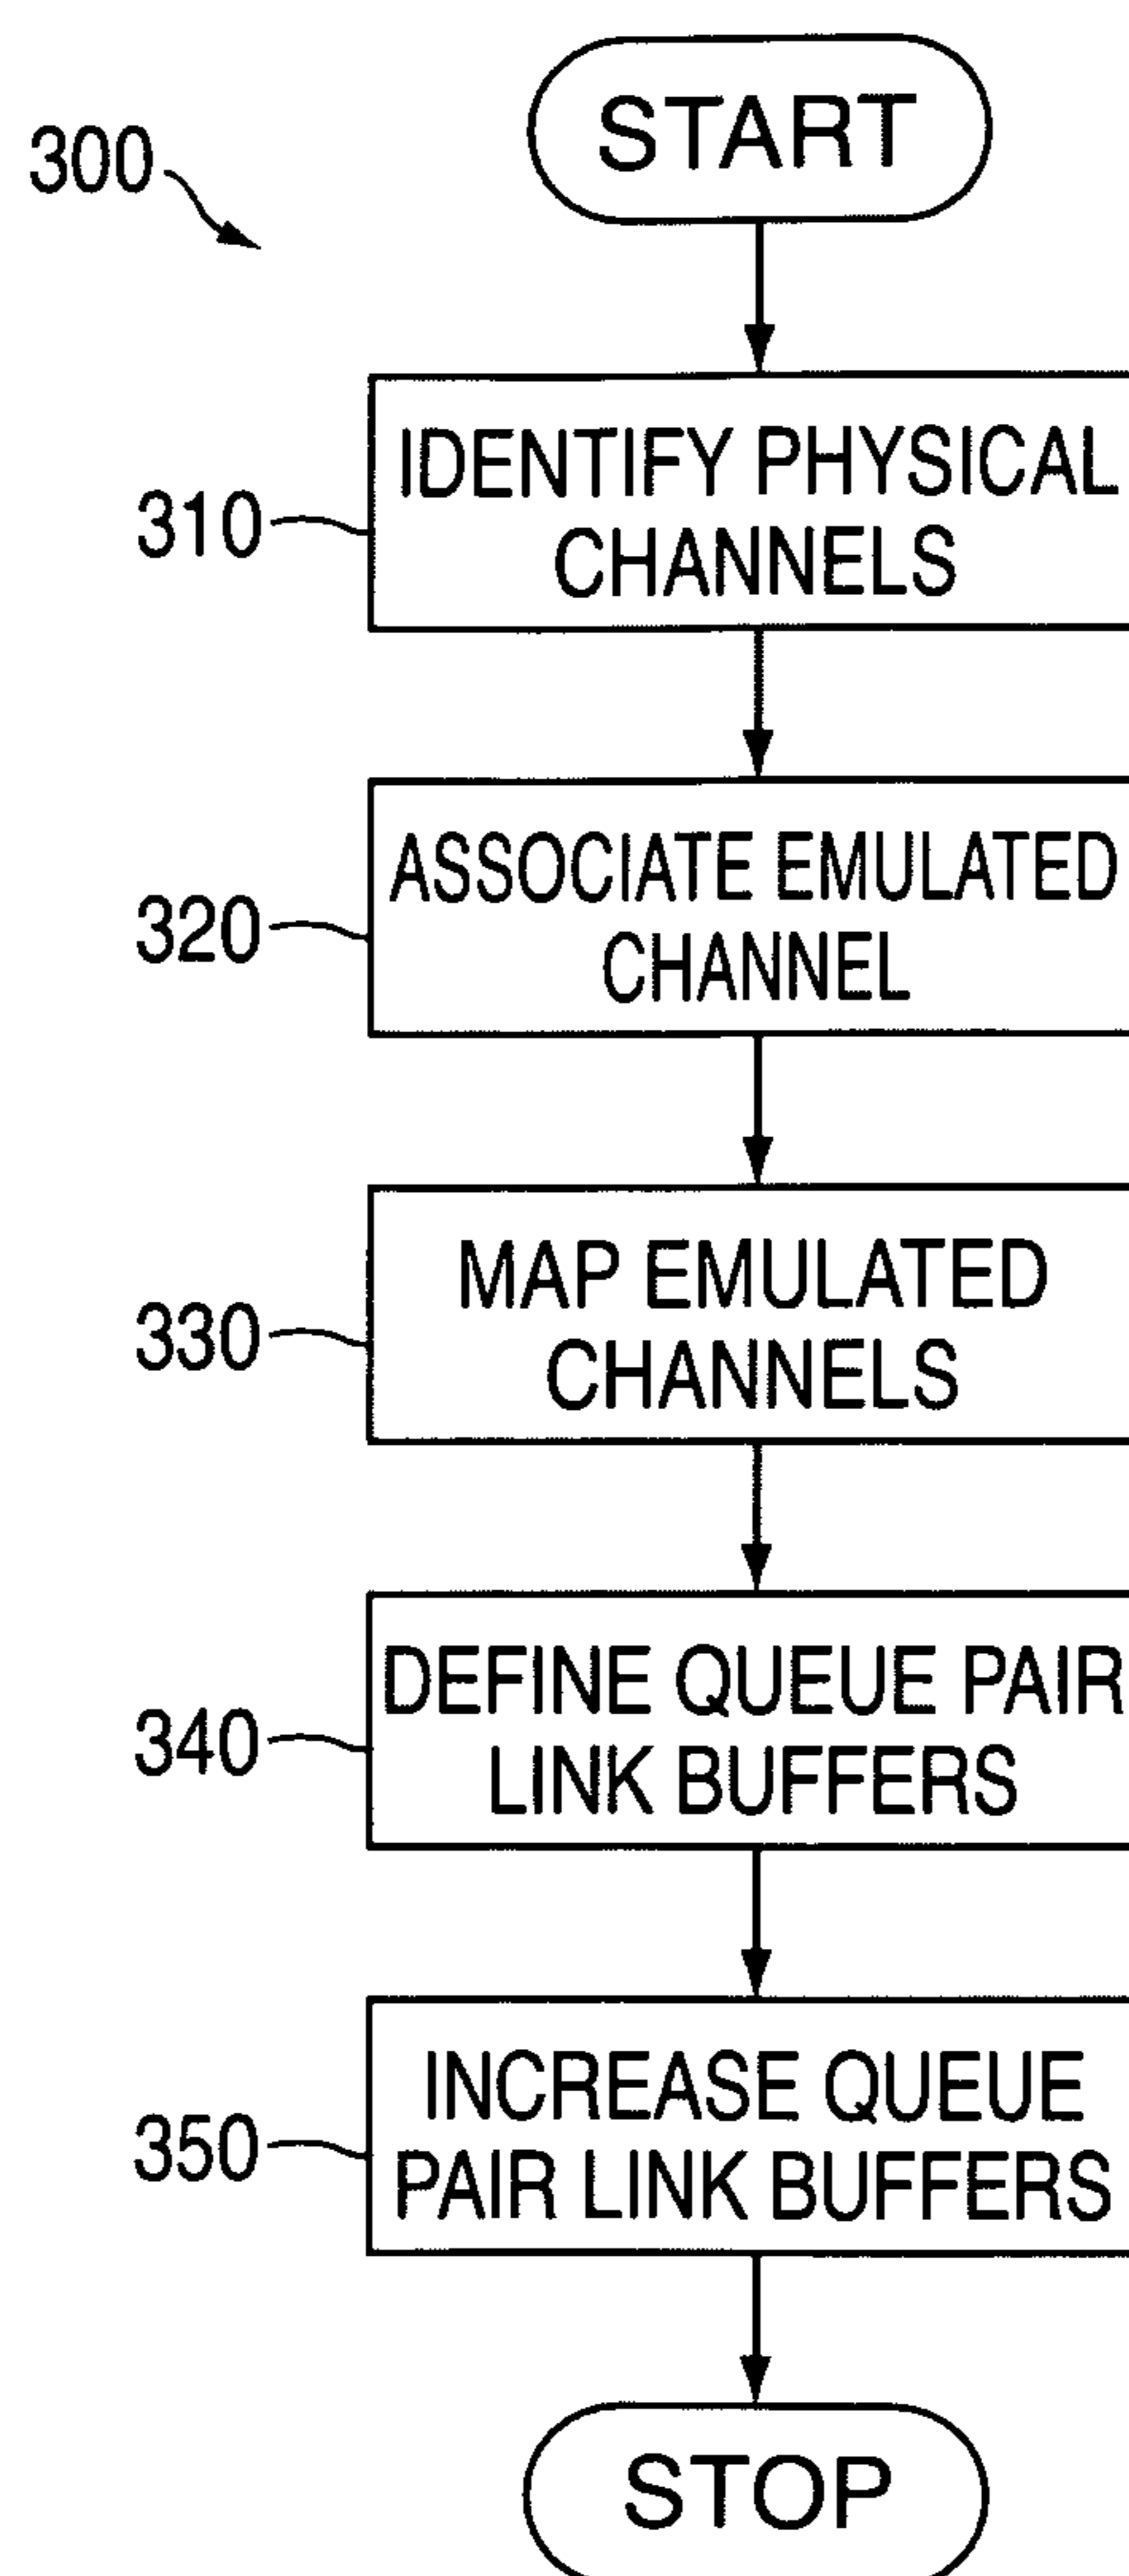 START
300
IDENTIFY PHYSICAL
CHANNELS
310
ASSOCIATE EMULATED
CHANNEL
320
MAP EMULATED
CHANNELS
330
DEFINE QUEUE PAIR
LINK BUFFERS
340
INCREASE QUEUE
PAIR LINK BUFFERS
350
STOP